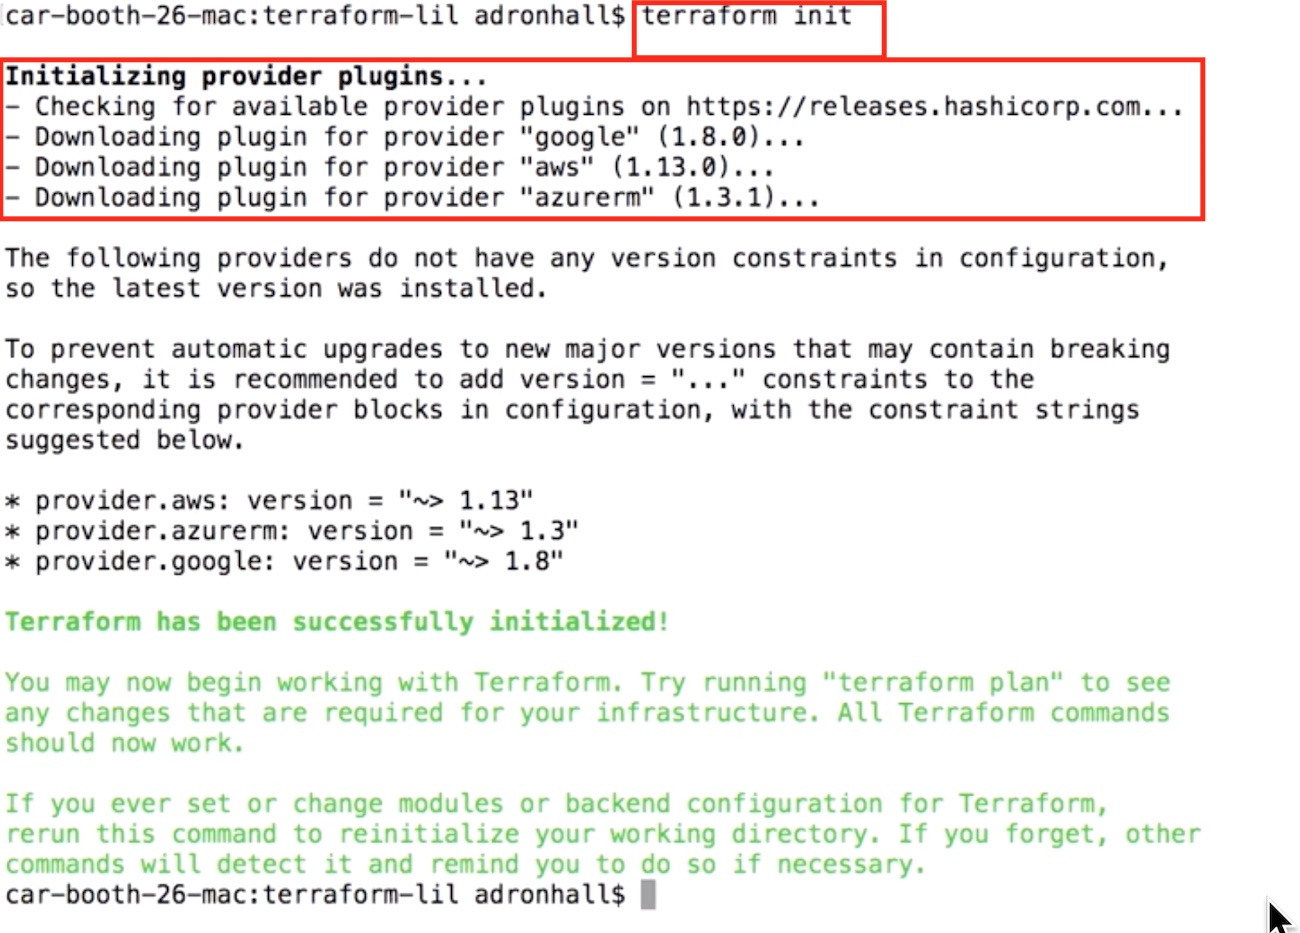 car-booth-26-mac:terraform-lil adronhall$ terraform init
Initializing provider plugins...
- Checking for available provider plugins on https://releases.hashicorp.com...
- Downloading plugin for provider "google" (1.8.0)...
- Downloading plugin for provider "aws" (1.13.0)...
- Downloading plugin for provider "azurerm" (1.3.1)...
The following providers do not have any version constraints in configuration,
so the latest version was installed.
To prevent automatic upgrades to new major versions that may contain breaking
changes, it is recommended to add version = "..." constraints to the
corresponding provider blocks in configuration, with the constraint strings
suggested below.
* provider.aws: version = "~> 1.13"
* provider.azurerm: version = "~> 1.3"
* provider.google: version = "~> 1.8"
Terraform has been successfully initialized!
You may now begin working with Terraform. Try running "terraform plan" to see
any changes that are required for your infrastructure. All Terraform commands
should now work.
If you ever set or change modules or backend configuration for Terraform,
rerun this command to reinitialize your working directory. If you forget, other
commands will detect it and remind you to do so if necessary.
car-booth-26-mac:terraform-lil adronhall$